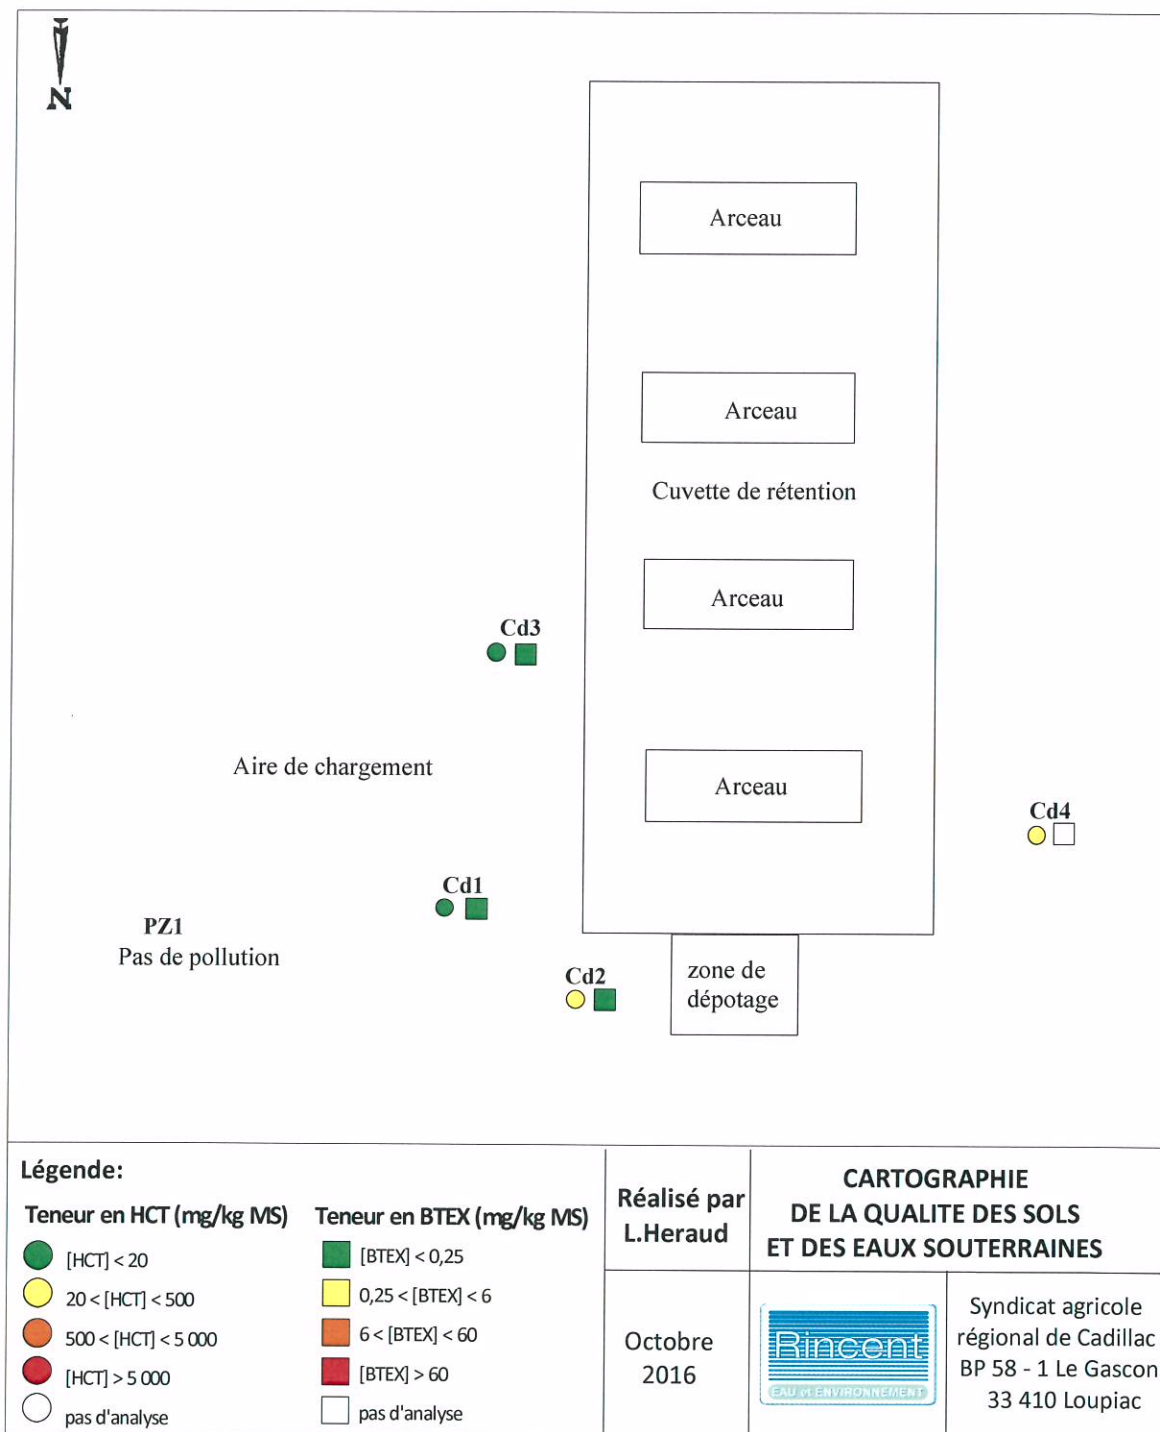 N
Arceau
Arceau
Cuvette de rétention
Arceau
Cd3
Aire de chargement
Arceau
Cd4
Cd1
PZ1
Pas de pollution
Cd2
zone de
dépotage
Légende:
Teneur en HCT (mg/kg MS)
[HCT] < 20
20 < [HCT] < 500
500 < [HCT] < 5 000
[HCT] > 5 000
pas d'analyse
Teneur en BTEX (mg/kg MS)
[BTEX] < 0,25
0,25 < [BTEX] < 6
6 < [BTEX] < 60
[BTEX] > 60
pas d'analyse
Réalisé par
L.Heraud
CARTOGRAPHIE
DE LA QUALITE DES SOLS
ET DES EAUX SOUTERRAINES
Octobre
2016
Rincent
EAU et ENVIRONNEMENT
Syndicat agricole
régional de Cadillac
BP 58 - 1 Le Gascon
33 410 Loupiac